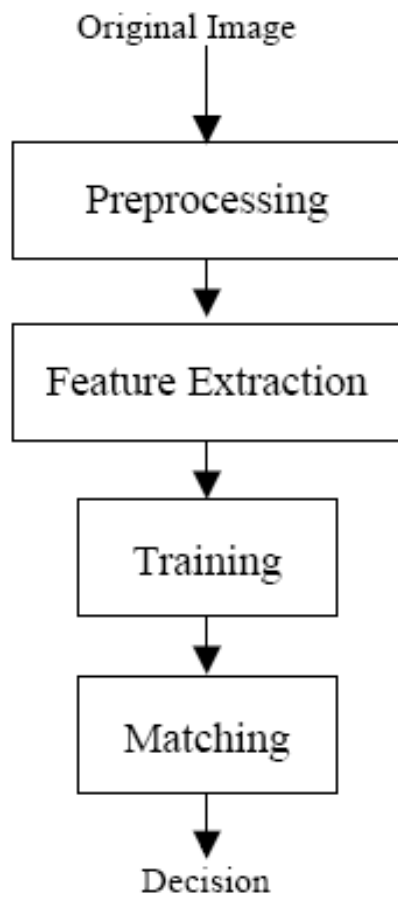 Original Image
Preprocessing
Feature Extraction
Training
Matching
Decision